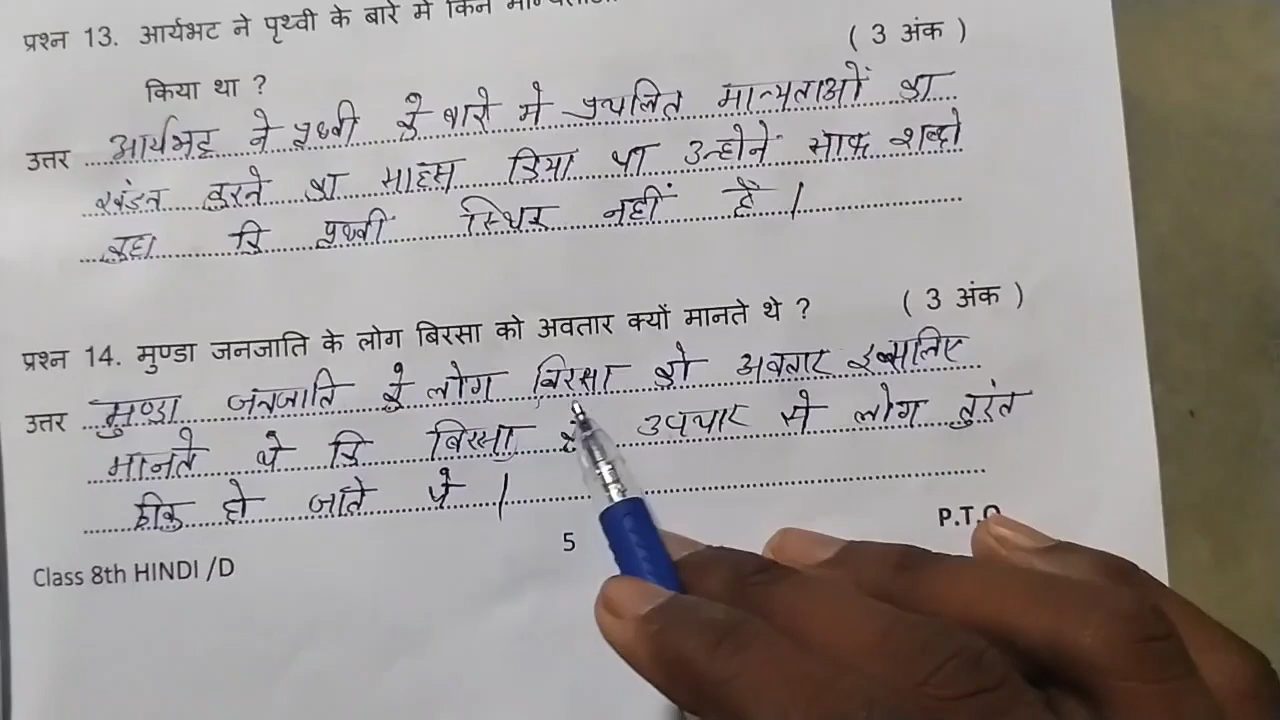 प्रश्न 13. आर्यभट ने पृथ्वी के बारे में किन
( 3 अंक )
किया था ?
उत्तर आर्यभट्ट ने पृथ्वी के बारे मे प्रचलित मान्यताओं का
खंडन करने का साहस किया था उन्होने साफ शब्दो
कहा कि पृथ्वी स्थिर नहीं है।
प्रश्न 14. मुण्डा जनजाति के लोग बिरसा को अवतार क्यों मानते थे ? ( 3 अंक )
उत्तर मुण्डा जनजाति के लोग बिरसा को अवतार इसलिए
मानते थे कि बिरसा के उपचार से लोग तुरंत
ठीक हो जाते थे।
5
P.T.O
Class 8th HINDI /D